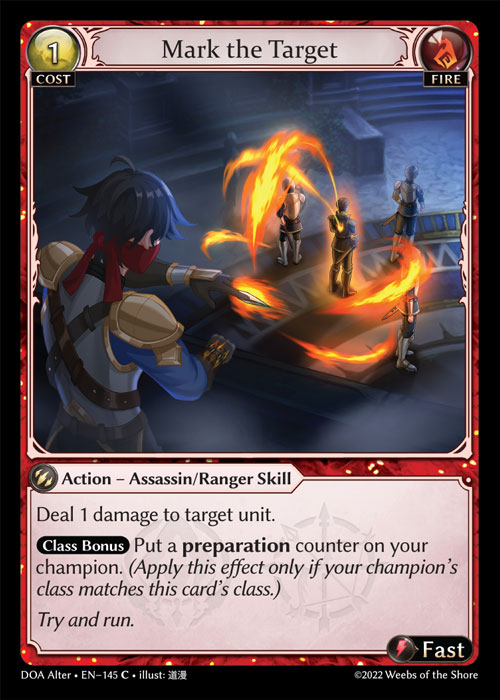 1
COST
Mark the Target
FIRE
Action – Assassin/Ranger Skill
Deal 1 damage to target unit.
Class Bonus Put a preparation counter on your
champion. (Apply this effect only if your champion's
class matches this card's class.)
Try and run.
Fast
DOA Alter • EN-145 C • illust: 道漫
©2022 Weebs of the Shore